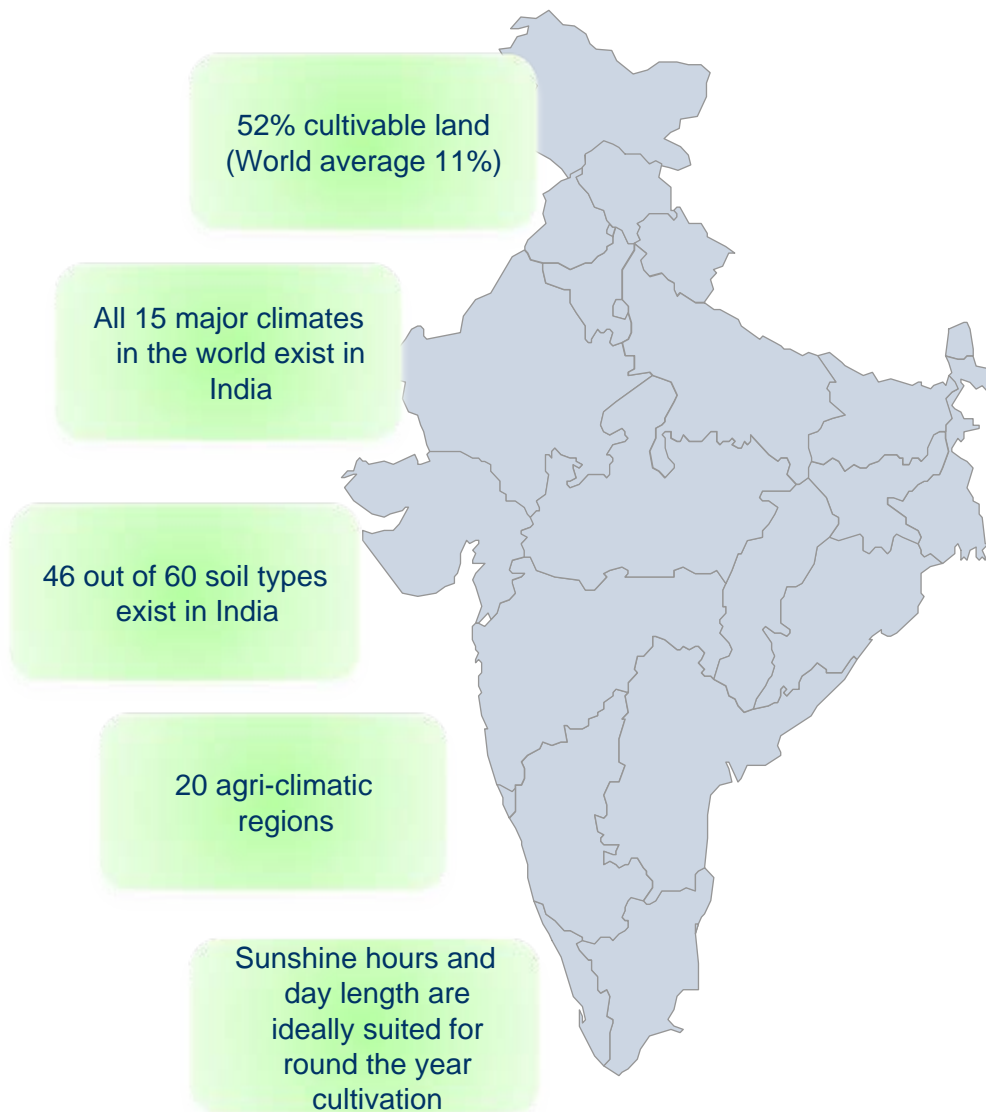 52% cultivable land
(World average 11%)
All 15 major climates
in the world exist in
India
46 out of 60 soil types
exist in India
20 agri-climatic
regions
Sunshine hours and
day length are
ideally suited for
round the year
cultivation